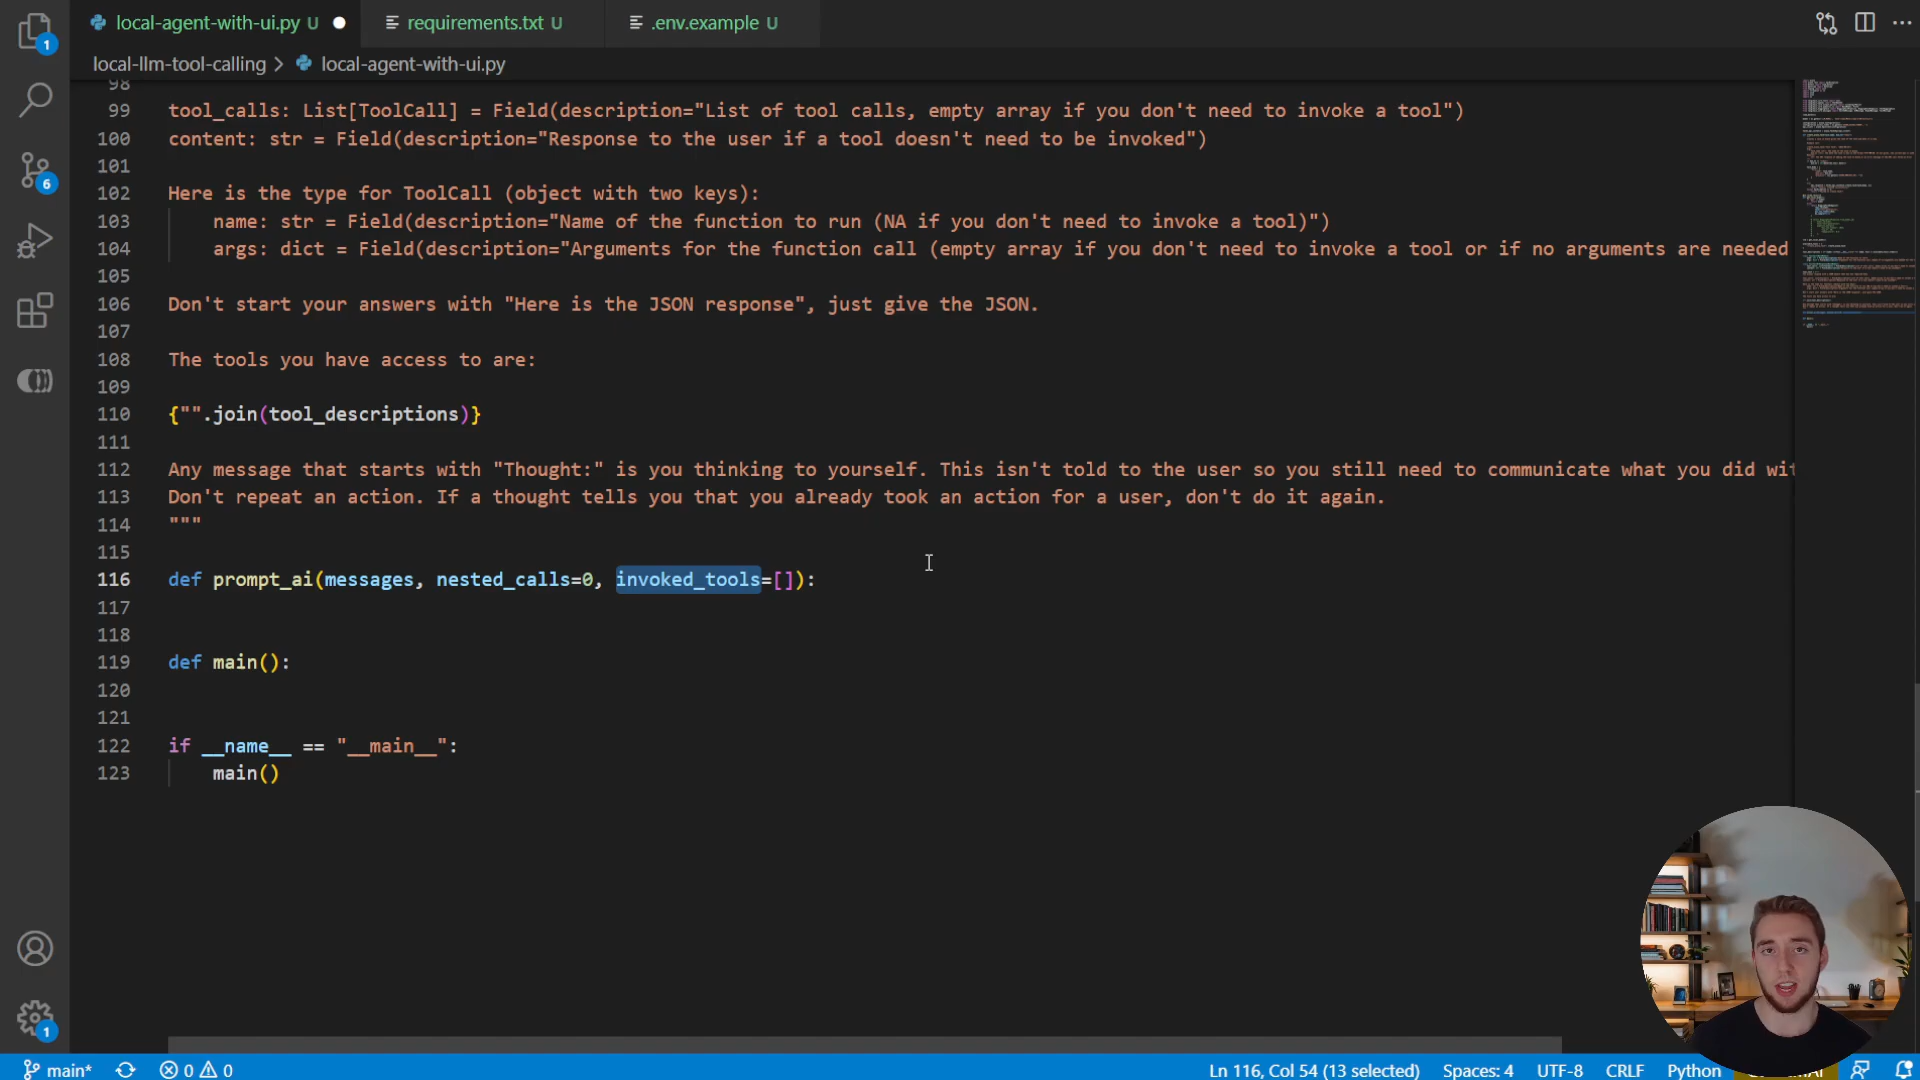 local-agent-with-ui.py U
requirements.txt U
.env.example U
local-llm-tool-calling > local-agent-with-ui.py
98
99 tool_calls: List[ToolCall] = Field(description="List of tool calls, empty array if you don't need to invoke a tool")
100 content: str = Field(description="Response to the user if a tool doesn't need to be invoked")
101
102 Here is the type for ToolCall (object with two keys):
103 name: str = Field(description="Name of the function to run (NA if you don't need to invoke a tool)")
104 args: dict = Field(description="Arguments for the function call (empty array if you don't need to invoke a tool or if no arguments are needed
105
106 Don't start your answers with "Here is the JSON response", just give the JSON.
107
108 The tools you have access to are:
109
110 {"".join(tool_descriptions)}
111
112 Any message that starts with "Thought:" is you thinking to yourself. This isn't told to the user so you still need to communicate what you did wit
113 Don't repeat an action. If a thought tells you that you already took an action for a user, don't do it again.
114 """
115
116 def prompt_ai(messages, nested_calls=0, invoked_tools=[]):
117
118
119 def main():
120
121
122 if __name__ == "__main__":
123 main()
1
6
1
main* 0 0 Ln 116, Col 54 (13 selected) Spaces: 4 UTF-8 CRLF Python